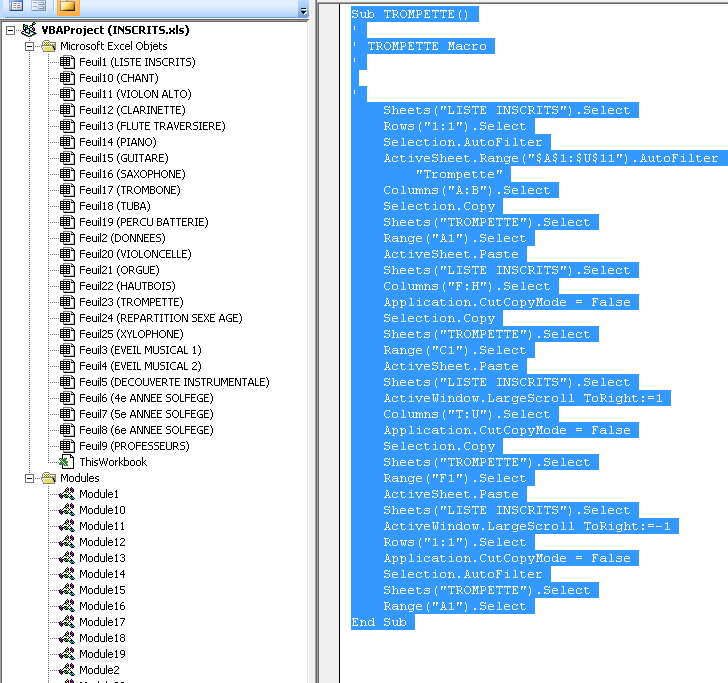 VBAProject (INSCRITS.xls)
Microsoft Excel Objets
Feuil1 (LISTE INSCRITS)
Feuil10 (CHANT)
Feuil11 (VIOLON ALTO)
Feuil12 (CLARINETTE)
Feuil13 (FLUTE TRAVERSIERE)
Feuil14 (PIANO)
Feuil15 (GUITARE)
Feuil16 (SAXOPHONE)
Feuil17 (TROMBONE)
Feuil18 (TUBA)
Feuil19 (PERCU BATTERIE)
Feuil2 (DONNEES)
Feuil20 (VIOLONCELLE)
Feuil21 (ORGUE)
Feuil22 (HAUTBOIS)
Feuil23 (TROMPETTE)
Feuil24 (REPARTITION SEXE AGE)
Feuil25 (XYLOPHONE)
Feuil3 (EVEIL MUSICAL 1)
Feuil4 (EVEIL MUSICAL 2)
Feuil5 (DECOUVERTE INSTRUMENTALE)
Feuil6 (4e ANNEE SOLFEGE)
Feuil7 (5e ANNEE SOLFEGE)
Feuil8 (6e ANNEE SOLFEGE)
Feuil9 (PROFESSEURS)
ThisWorkbook
Modules
Module1
Module10
Module11
Module12
Module13
Module14
Module15
Module16
Module17
Module18
Module19
Module2
Sub TROMPETTE()
'
' TROMPETTE Macro
'

'
Sheets("LISTE INSCRITS").Select
Rows("1:1").Select
Selection.AutoFilter
ActiveSheet.Range("$A$1:$U$11").AutoFilter
"Trompette"
Columns("A:B").Select
Selection.Copy
Sheets("TROMPETTE").Select
Range("A1").Select
ActiveSheet.Paste
Sheets("LISTE INSCRITS").Select
Columns("F:H").Select
Application.CutCopyMode = False
Selection.Copy
Sheets("TROMPETTE").Select
Range("C1").Select
ActiveSheet.Paste
Sheets("LISTE INSCRITS").Select
ActiveWindow.LargeScroll ToRight:=1
Columns("T:U").Select
Application.CutCopyMode = False
Selection.Copy
Sheets("TROMPETTE").Select
Range("F1").Select
ActiveSheet.Paste
Sheets("LISTE INSCRITS").Select
ActiveWindow.LargeScroll ToRight:=-1
Rows("1:1").Select
Application.CutCopyMode = False
Selection.AutoFilter
Sheets("TROMPETTE").Select
Range("A1").Select
End Sub